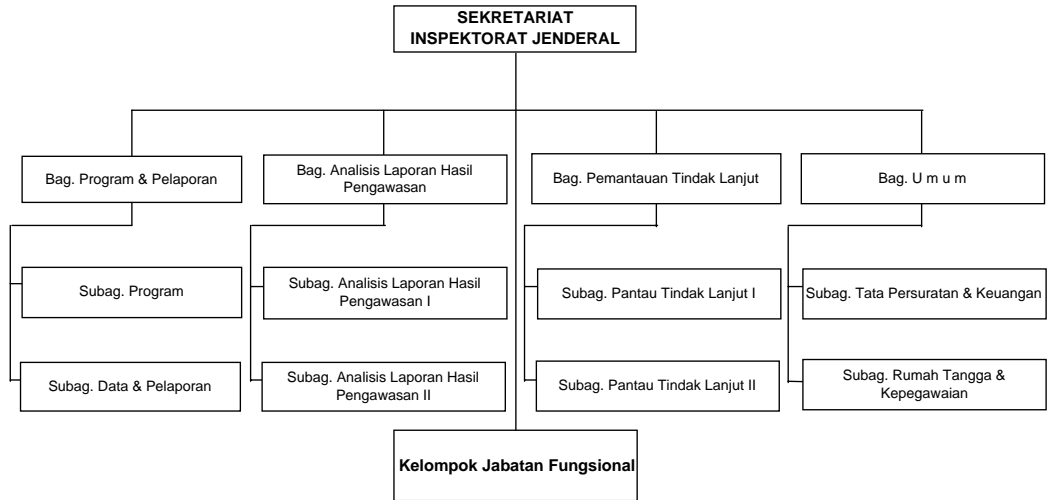 SEKRETARIAT
INSPEKTORAT JENDERAL
Bag. Program & Pelaporan
Bag. Analisis Laporan Hasil
Pengawasan
Bag. Pemantauan Tindak Lanjut
Bag. U m u m
Subag. Program
Subag. Analisis Laporan Hasil
Pengawasan I
Subag. Pantau Tindak Lanjut I
Subag. Tata Persuratan & Keuangan
Subag. Data & Pelaporan
Subag. Analisis Laporan Hasil
Pengawasan II
Subag. Pantau Tindak Lanjut II
Subag. Rumah Tangga &
Kepegawaian
Kelompok Jabatan Fungsional